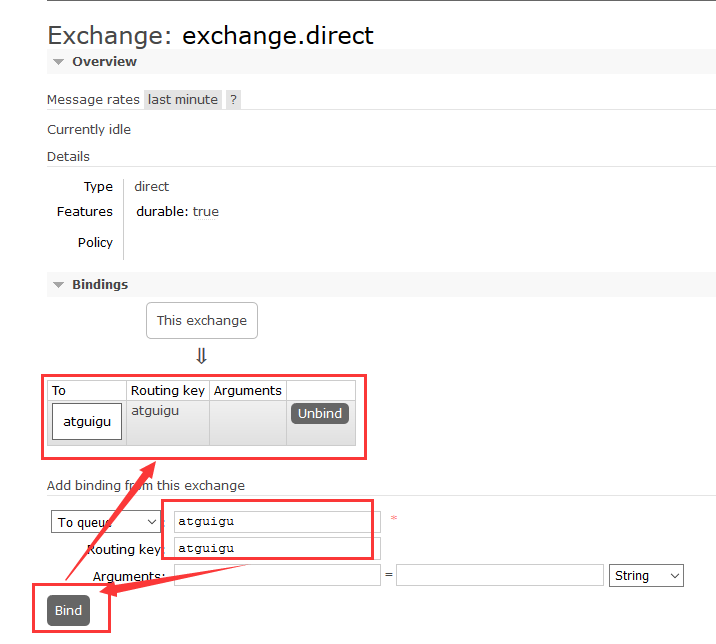 Exchange: exchange.direct
Overview
Message rates last minute ?
Currently idle
Details
Type direct
Features durable: true
Policy
Bindings
This exchange
⇓
To Routing key Arguments
atguigu atguigu Unbind
Add binding from this exchange
To queue : atguigu *
Routing key: atguigu
Arguments: = String
Bind